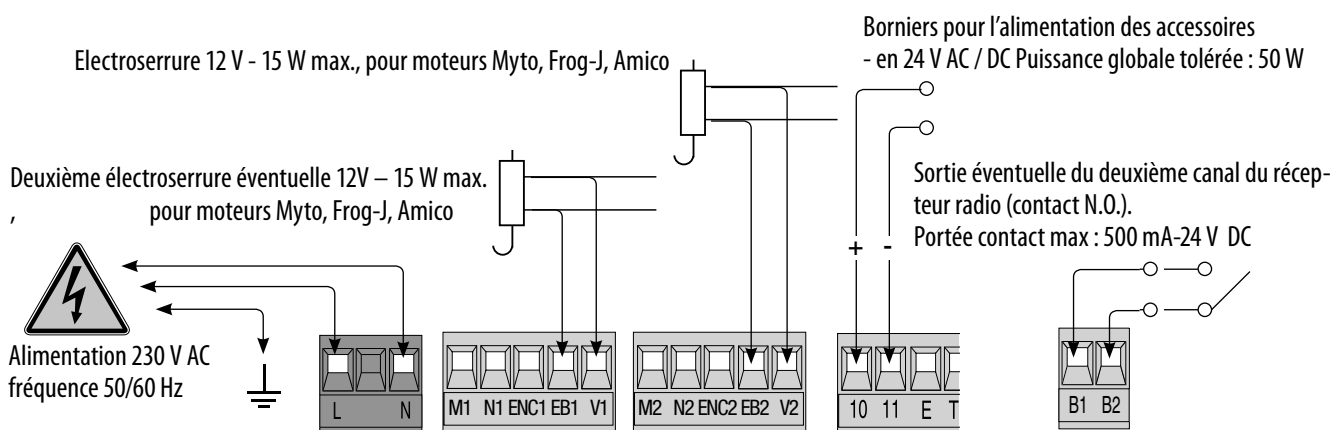 Borniers pour l'alimentation des accessoires
- en 24 V AC / DC Puissance globale tolérée : 50 W
Electroserrure 12 V - 15 W max., pour moteurs Myto, Frog-J, Amico
Deuxième électroserrure éventuelle 12V – 15 W max.
, pour moteurs Myto, Frog-J, Amico
Sortie éventuelle du deuxième canal du récep-
teur radio (contact N.O.).
Portée contact max : 500 mA-24 V DC
+ -
Alimentation 230 V AC
fréquence 50/60 Hz
L N
M1 N1 ENC1 EB1 V1
M2 N2 ENC2 EB2 V2
10 11 E T
B1 B2